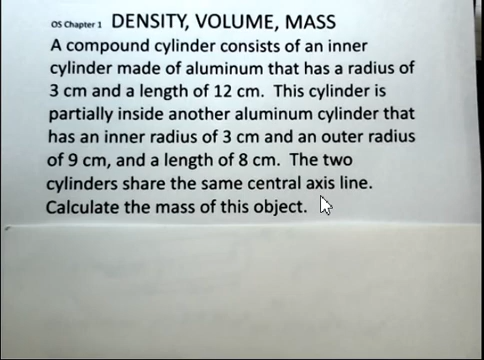 OS Chapter 1 DENSITY, VOLUME, MASS
A compound cylinder consists of an inner
cylinder made of aluminum that has a radius of
3 cm and a length of 12 cm. This cylinder is
partially inside another aluminum cylinder that
has an inner radius of 3 cm and an outer radius
of 9 cm, and a length of 8 cm. The two
cylinders share the same central axis line.
Calculate the mass of this object.